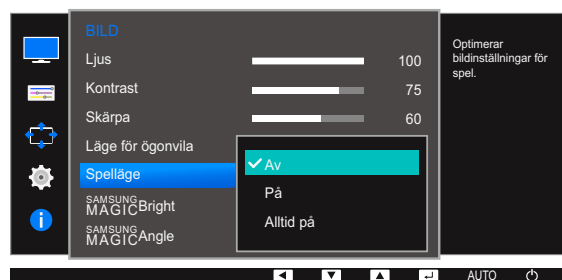 BILD
Ljus 100
Kontrast 75
Skärpa 60
Läge för ögonvila
Spelläge
Av
På
Alltid på
SAMSUNG
MAGICBright
SAMSUNG
MAGICAngle
Optimerar
bildinställningar för
spel.
AUTO